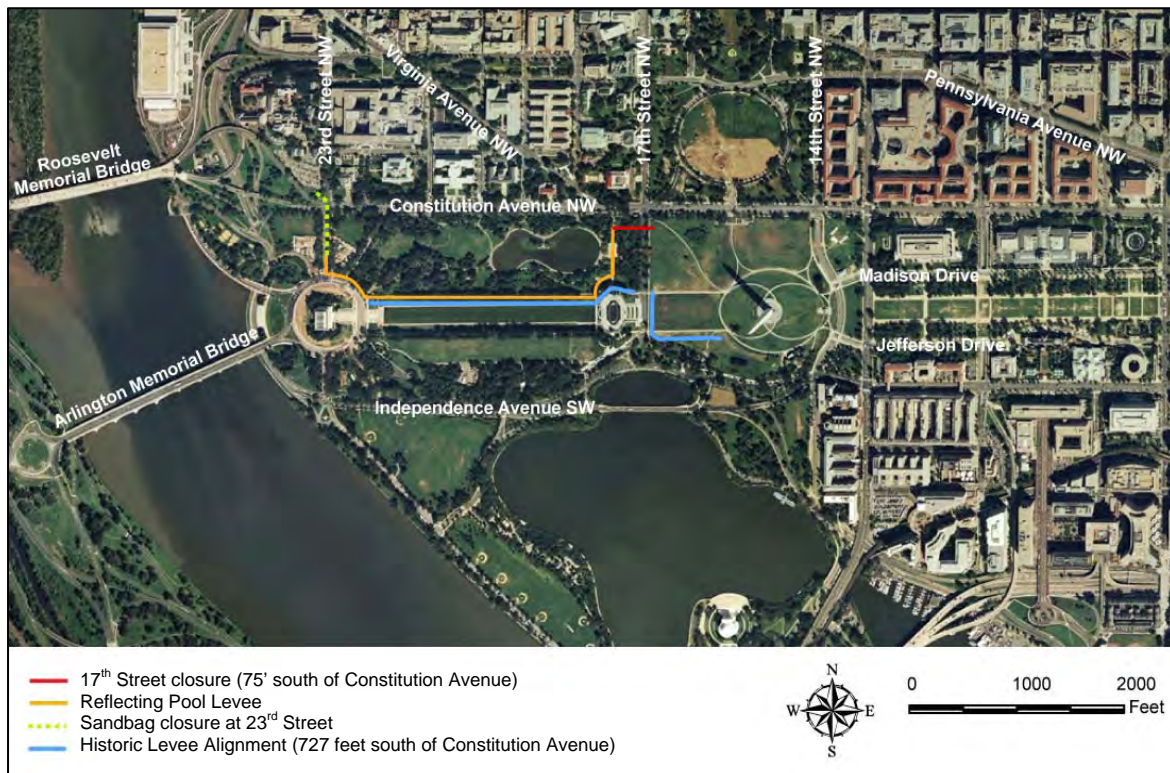 23rd Street NW
Virginia Avenue NW
17th Street NW
14th Street NW
Pennsylvania Avenue NW
Roosevelt
Memorial Bridge
Constitution Avenue NW
Madison Drive
Jefferson Drive
Arlington Memorial Bridge
Independence Avenue SW
17th Street closure (75' south of Constitution Avenue)
Reflecting Pool Levee
Sandbag closure at 23rd Street
Historic Levee Alignment (727 feet south of Constitution Avenue)
N
W E
S
0 1000 2000
Feet